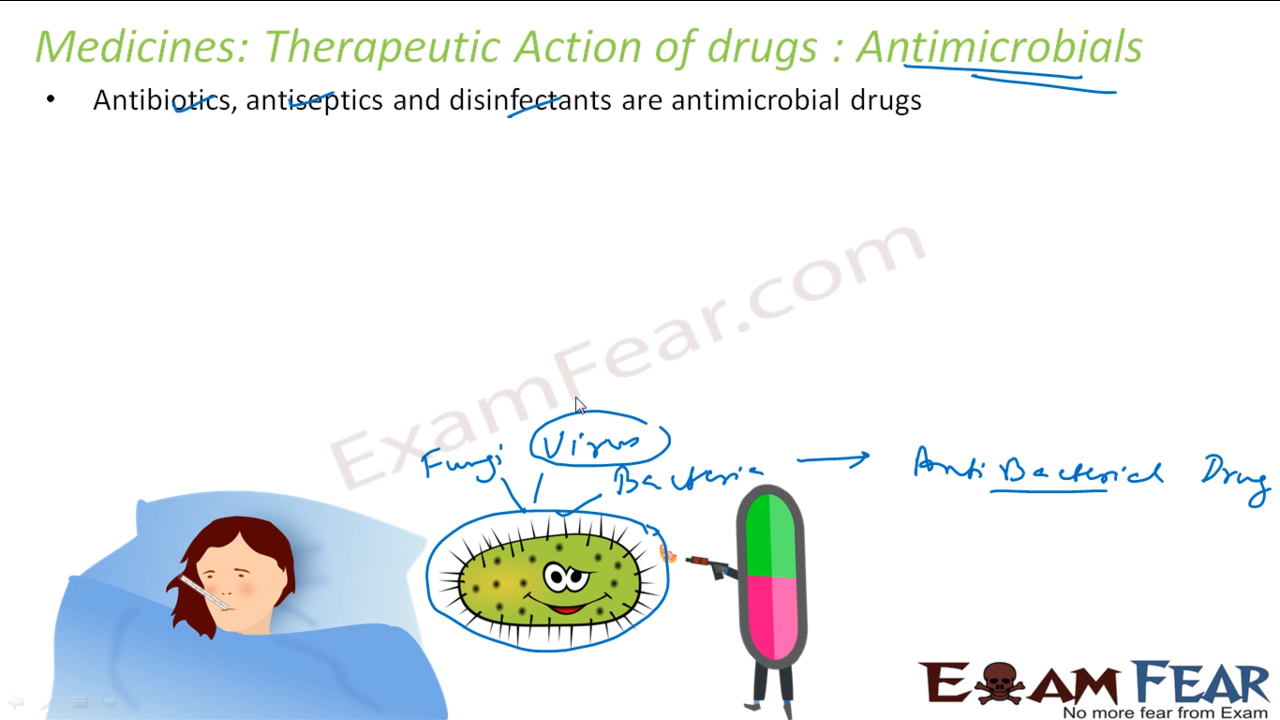 Medicines: Therapeutic Action of drugs : Antimicrobials
• Antibiotics, antiseptics and disinfectants are antimicrobial drugs
ExamFear.com
Fungi Virus Bacteria → Anti Bacterial Drug
EXAM FEAR
No more fear from Exam